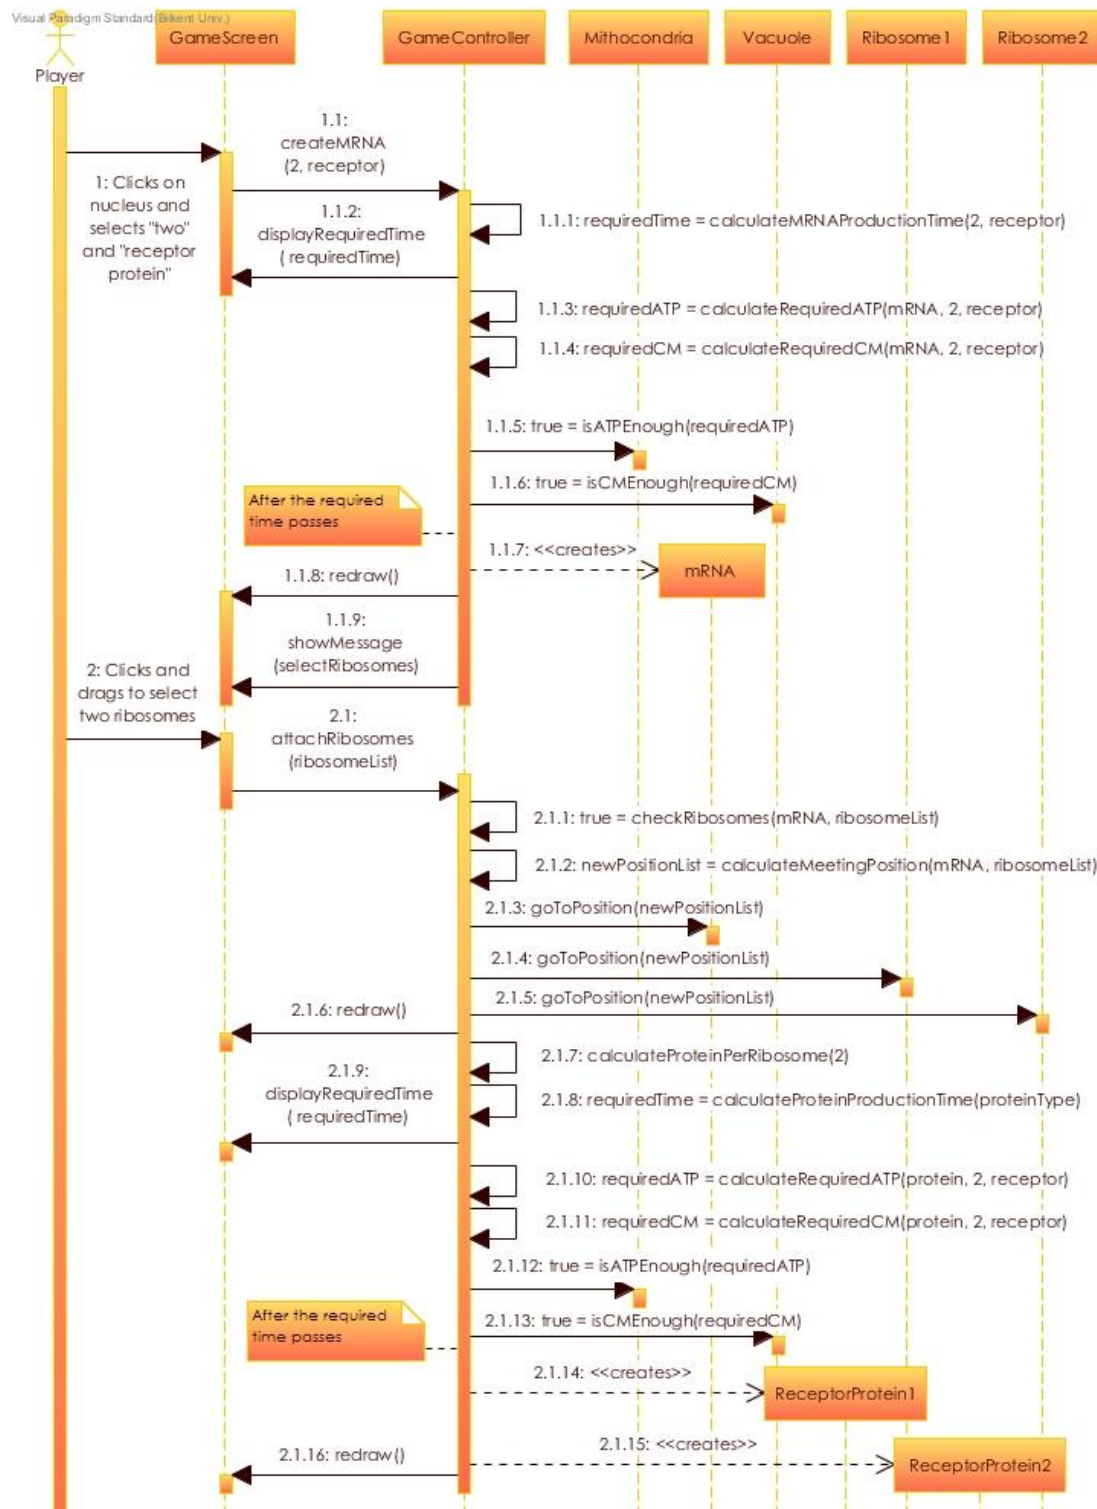 Visual Paradigm Standard(Bilkent Univ.)
Player
GameScreen
GameController
Mithocondria
Vacuole
Ribosome1
Ribosome2
1: Clicks on
nucleus and
selects "two"
and "receptor
protein"
1.1:
createMRNA
(2, receptor)
1.1.1: requiredTime = calculateMRNAProductionTime(2, receptor)
1.1.2:
displayRequiredTime
( requiredTime)
1.1.3: requiredATP = calculateRequiredATP(mRNA, 2, receptor)
1.1.4: requiredCM = calculateRequiredCM(mRNA, 2, receptor)
1.1.5: true = isATPEnough(requiredATP)
1.1.6: true = isCMEnough(requiredCM)
After the required
time passes
1.1.7: <<creates>>
mRNA
1.1.8: redraw()
1.1.9:
showMessage
(selectRibosomes)
2: Clicks and
drags to select
two ribosomes
2.1:
attachRibosomes
(ribosomeList)
2.1.1: true = checkRibosomes(mRNA, ribosomeList)
2.1.2: newPositionList = calculateMeetingPosition(mRNA, ribosomeList)
2.1.3: goToPosition(newPositionList)
2.1.4: goToPosition(newPositionList)
2.1.5: goToPosition(newPositionList)
2.1.6: redraw()
2.1.7: calculateProteinPerRibosome(2)
2.1.8: requiredTime = calculateProteinProductionTime(proteinType)
2.1.9:
displayRequiredTime
( requiredTime)
2.1.10: requiredATP = calculateRequiredATP(protein, 2, receptor)
2.1.11: requiredCM = calculateRequiredCM(protein, 2, receptor)
2.1.12: true = isATPEnough(requiredATP)
2.1.13: true = isCMEnough(requiredCM)
After the required
time passes
2.1.14: <<creates>>
ReceptorProtein1
2.1.15: <<creates>>
ReceptorProtein2
2.1.16: redraw()